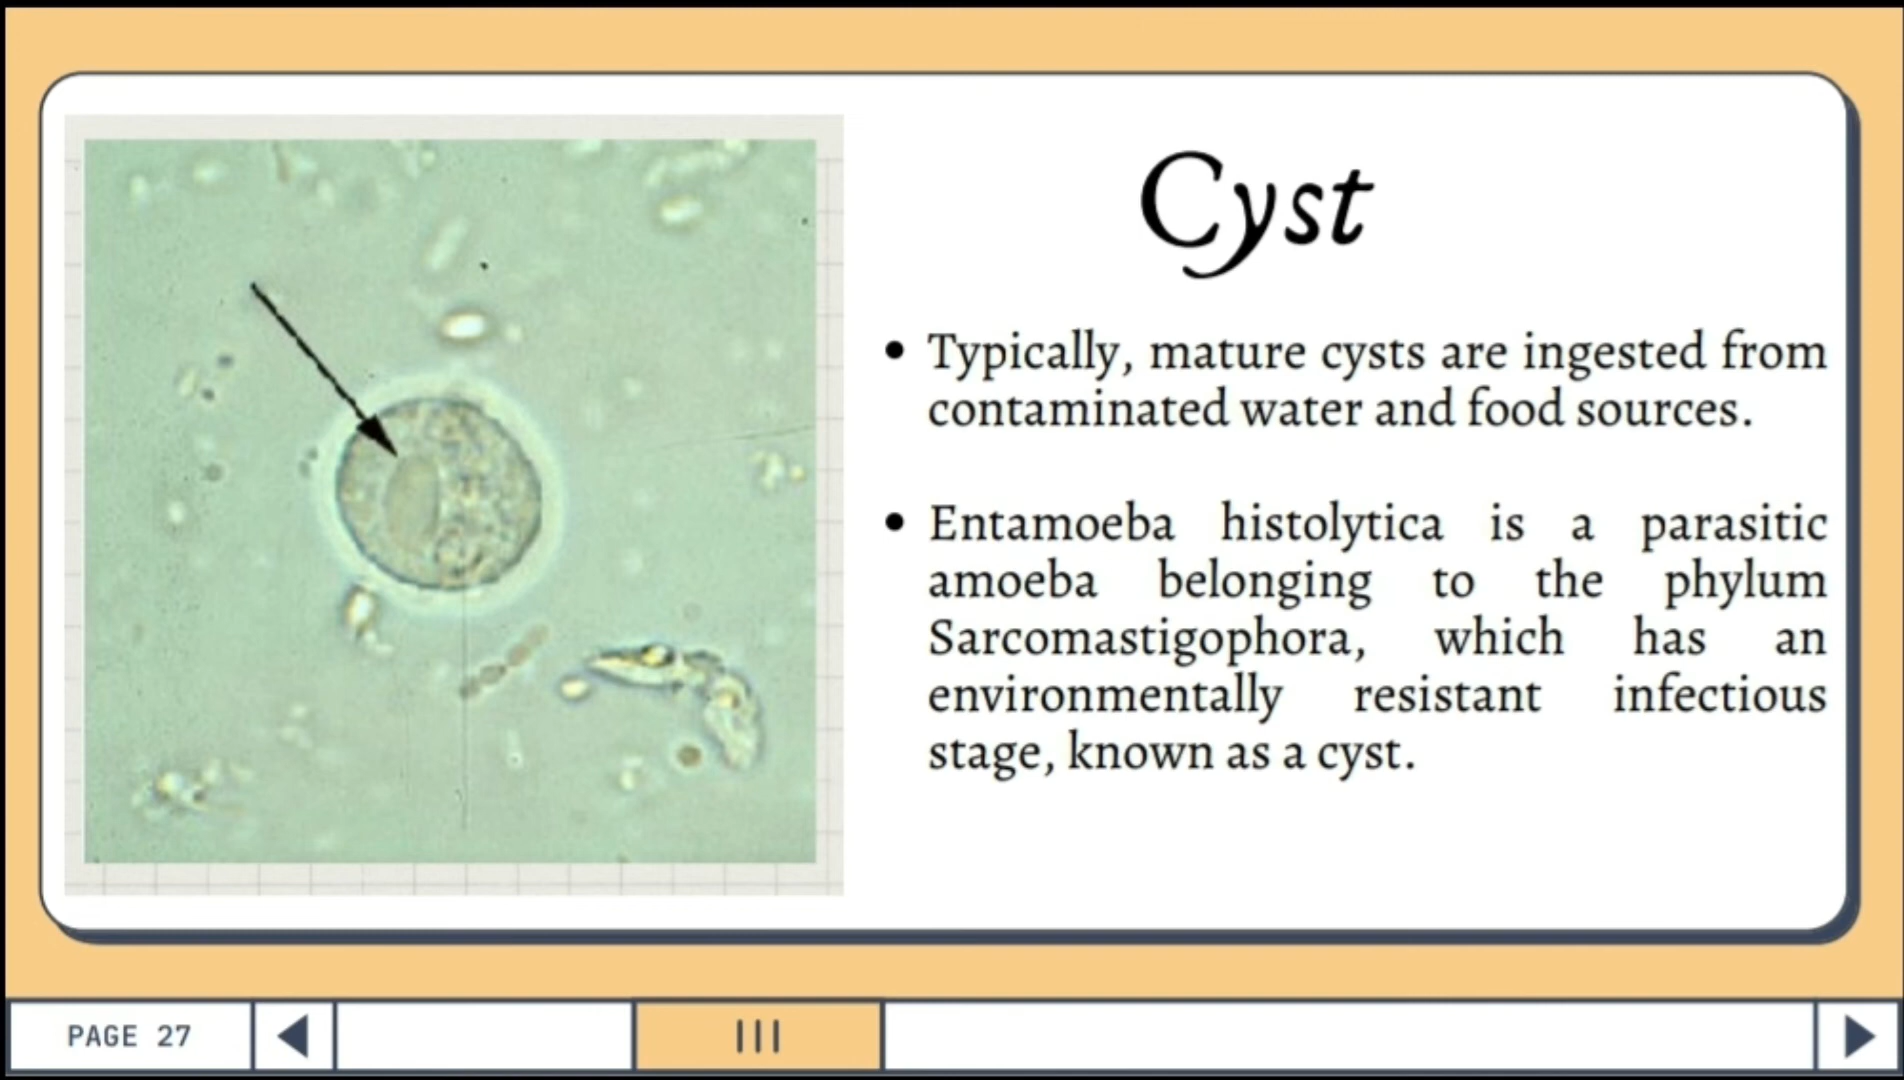 Cyst
• Typically, mature cysts are ingested from
contaminated water and food sources.
• Entamoeba histolytica is a parasitic
amoeba belonging to the phylum
Sarcomastigophora, which has an
environmentally resistant infectious
stage, known as a cyst.
PAGE 27